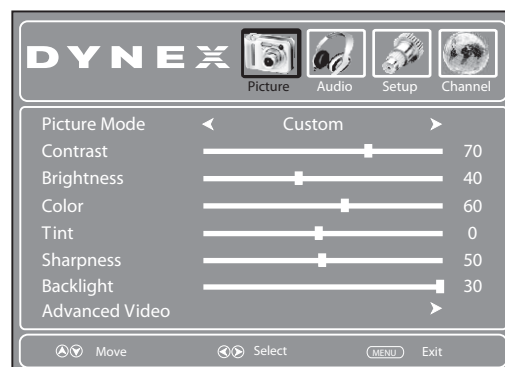 DYNEX
Picture Audio Setup Channel
Picture Mode Custom
Contrast 70
Brightness 40
Color 60
Tint 0
Sharpness 50
Backlight 30
Advanced Video
Move Select MENU Exit